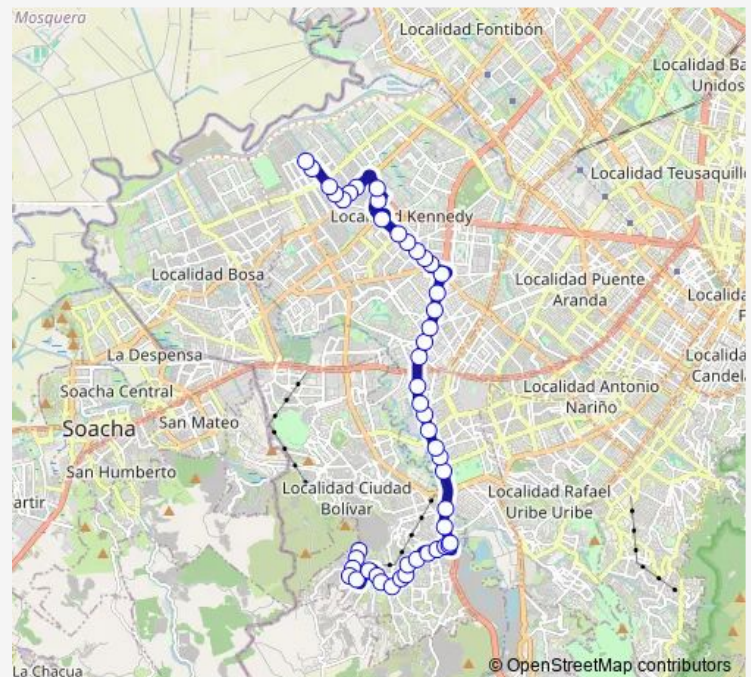 Mosquera
Localidad Fontibón
Localidad Ba
Unidos
Localidad Teusaquill
Kennedy
Localidad Bosa
Localidad Puente
Aranda
Localida
La Despensa
Localida
Candel
Soacha Central
Localidad Antonio
Nariño
San Mateo
Soacha
San Humberto
Localidad Ciudad
Bolívar
Localidad Rafael
Uribe Uribe
artir
La Chacua
© OpenStreetMap contributors